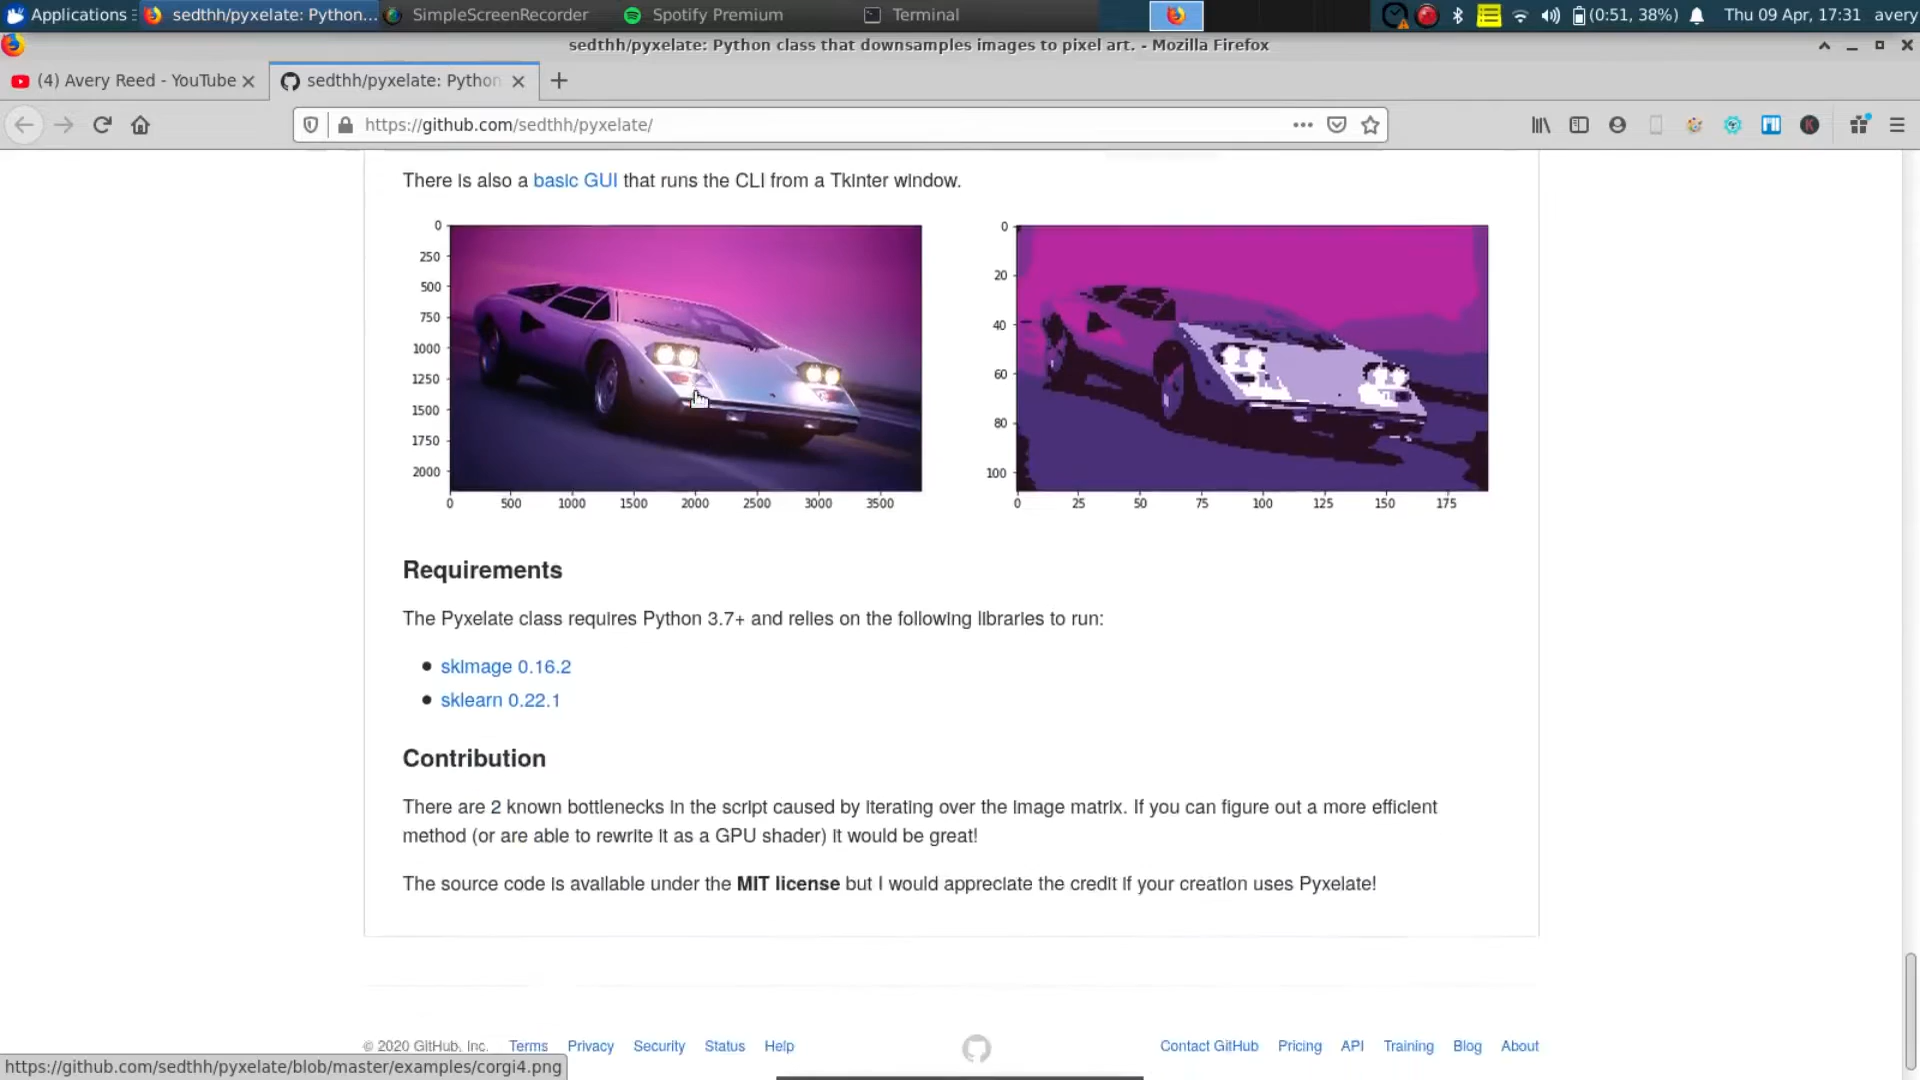 Applications
sedthh/pyxelate: Python...
SimpleScreenRecorder
Spotify Premium
Terminal
(0:51, 38%)
Thu 09 Apr, 17:31
avery
sedthh/pyxelate: Python class that downsamples images to pixel art. - Mozilla Firefox
(4) Avery Reed - YouTube
sedthh/pyxelate: Python
https://github.com/sedthh/pyxelate/
There is also a basic GUI that runs the CLI from a Tkinter window.
0
250
500
750
1000
1250
1500
1750
2000
0 500 1000 1500 2000 2500 3000 3500
0
20
40
60
80
100
0 25 50 75 100 125 150 175
Requirements
The Pyxelate class requires Python 3.7+ and relies on the following libraries to run:
skimage 0.16.2
sklearn 0.22.1
Contribution
There are 2 known bottlenecks in the script caused by iterating over the image matrix. If you can figure out a more efficient
method (or are able to rewrite it as a GPU shader) it would be great!
The source code is available under the MIT license but I would appreciate the credit if your creation uses Pyxelate!
© 2020 GitHub, Inc. Terms Privacy Security Status Help
Contact GitHub Pricing API Training Blog About
https://github.com/sedthh/pyxelate/blob/master/examples/corgi4.png